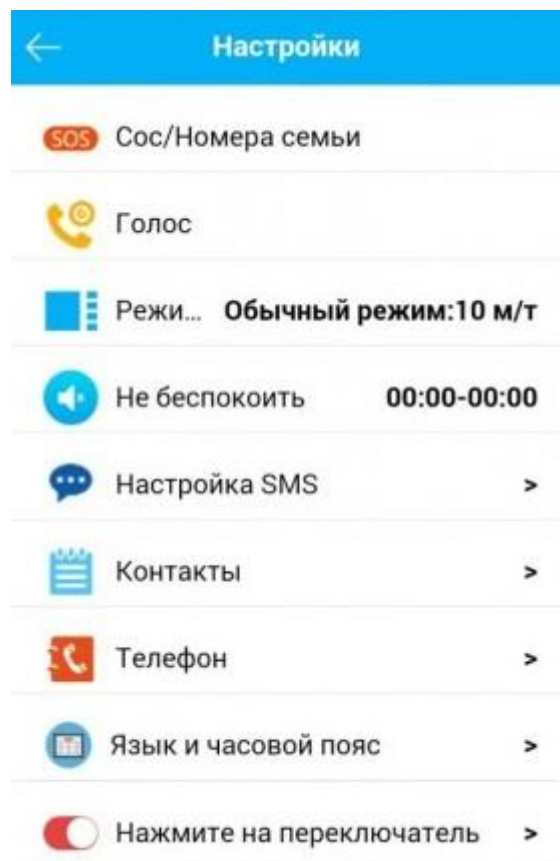 Настройки
SOS Сос/Номера семьи
Голос
Режи... Обычный режим:10 м/т
Не беспокоить 00:00-00:00
Настройка SMS >
Контакты >
Телефон >
Язык и часовой пояс >
Нажмите на переключатель >